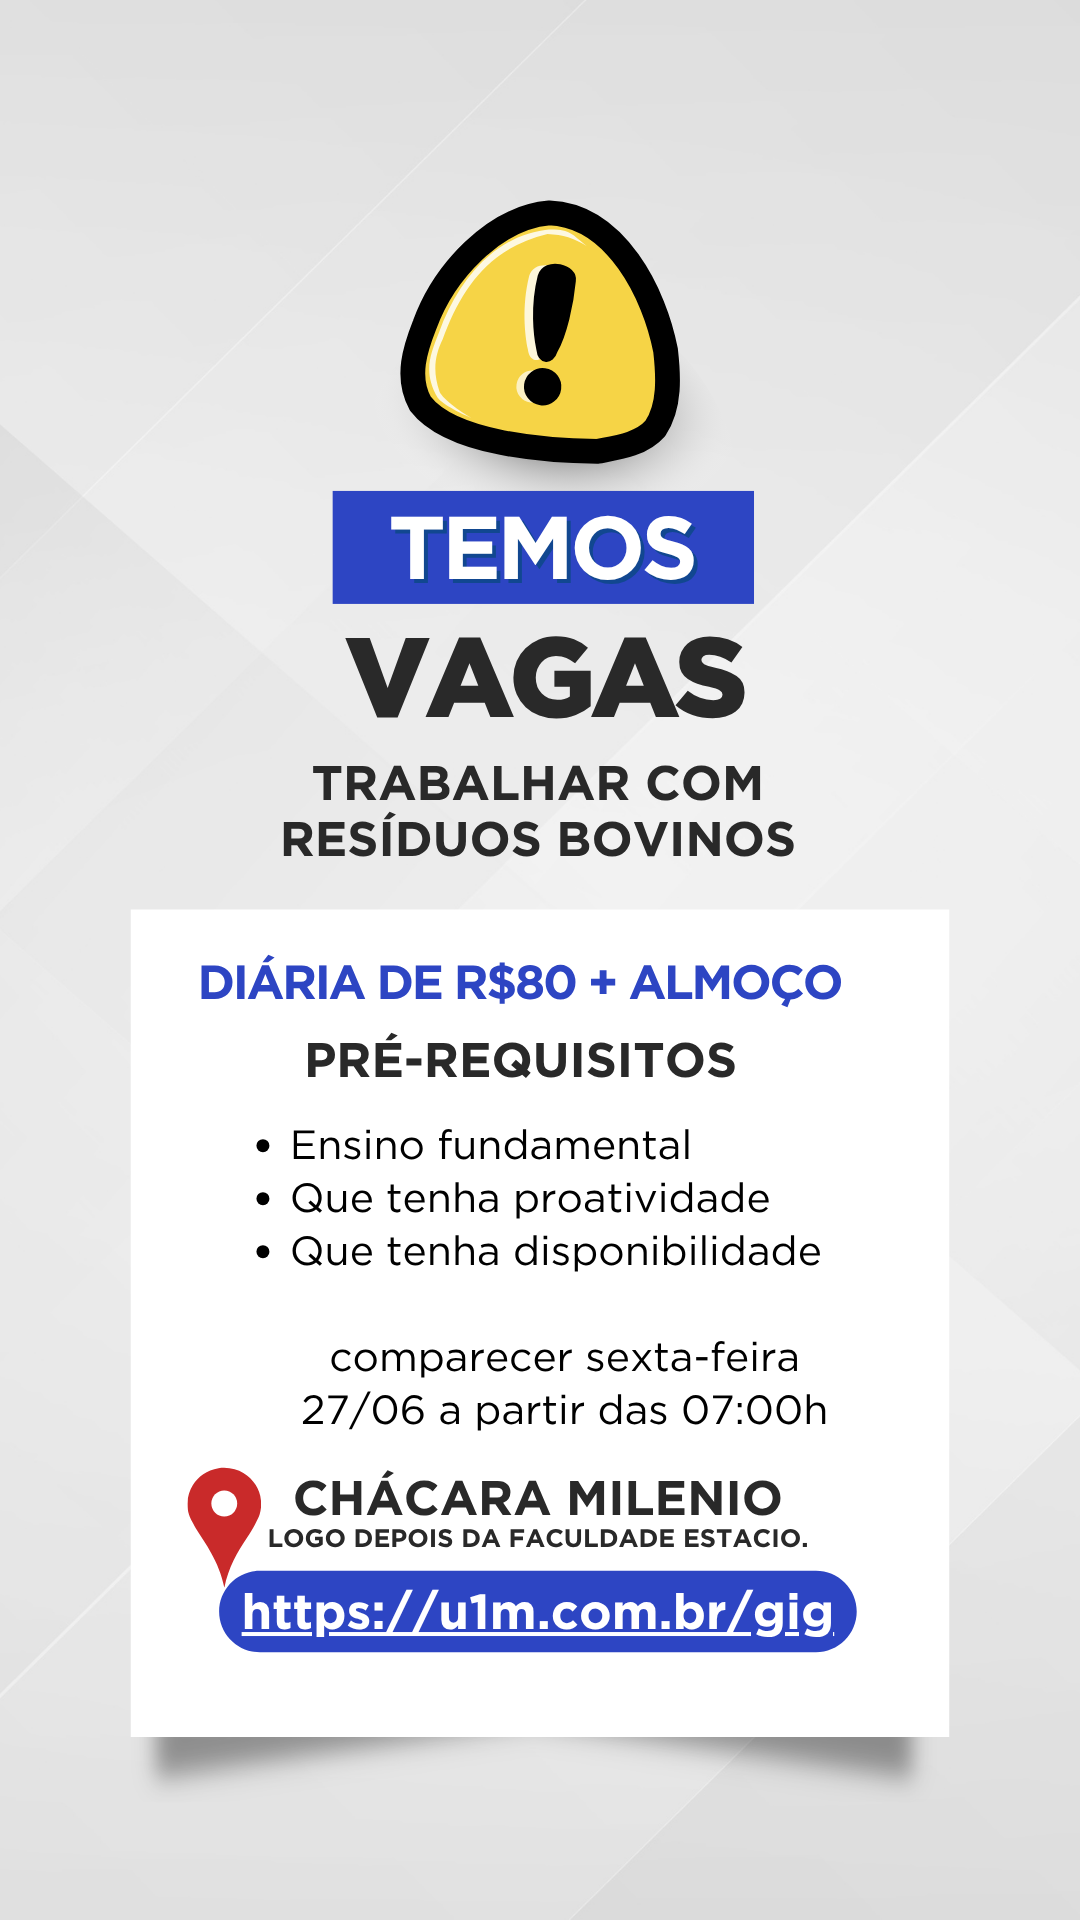 TEMOS
VAGAS
TRABALHAR COM
RESÍDUOS BOVINOS
DIÁRIA DE R$80 + ALMOÇO
PRÉ-REQUISITOS
• Ensino fundamental
• Que tenha proatividade
• Que tenha disponibilidade
comparecer sexta-feira
27/06 a partir das 07:00h
CHÁCARA MILENIO
LOGO DEPOIS DA FACULDADE ESTACIO.
https://u1m.com.br/gig